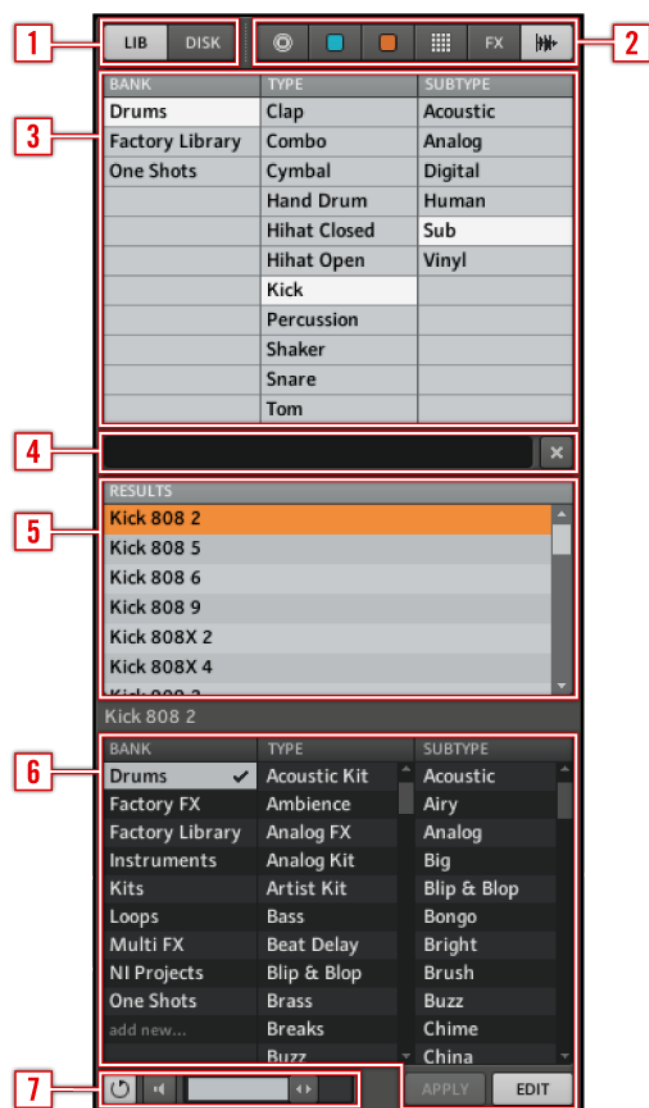 1 LIB DISK FX 2
BANK TYPE SUBTYPE
3 Drums Clap Acoustic
Factory Library Combo Analog
One Shots Cymbal Digital
Hand Drum Human
Hihat Closed Sub
Hihat Open Vinyl
Kick
Percussion
Shaker
Snare
Tom
4
RESULTS
5 Kick 808 2
Kick 808 5
Kick 808 6
Kick 808 9
Kick 808X 2
Kick 808X 4
Kick 808 2
BANK TYPE SUBTYPE
6 Drums Acoustic Kit Acoustic
Factory FX Ambience Airy
Factory Library Analog FX Analog
Instruments Analog Kit Big
Kits Artist Kit Blip & Blop
Loops Bass Bongo
Multi FX Beat Delay Bright
NI Projects Blip & Blop Brush
One Shots Brass Buzz
add new... Breaks Chime
Buzz China
7 APPLY EDIT